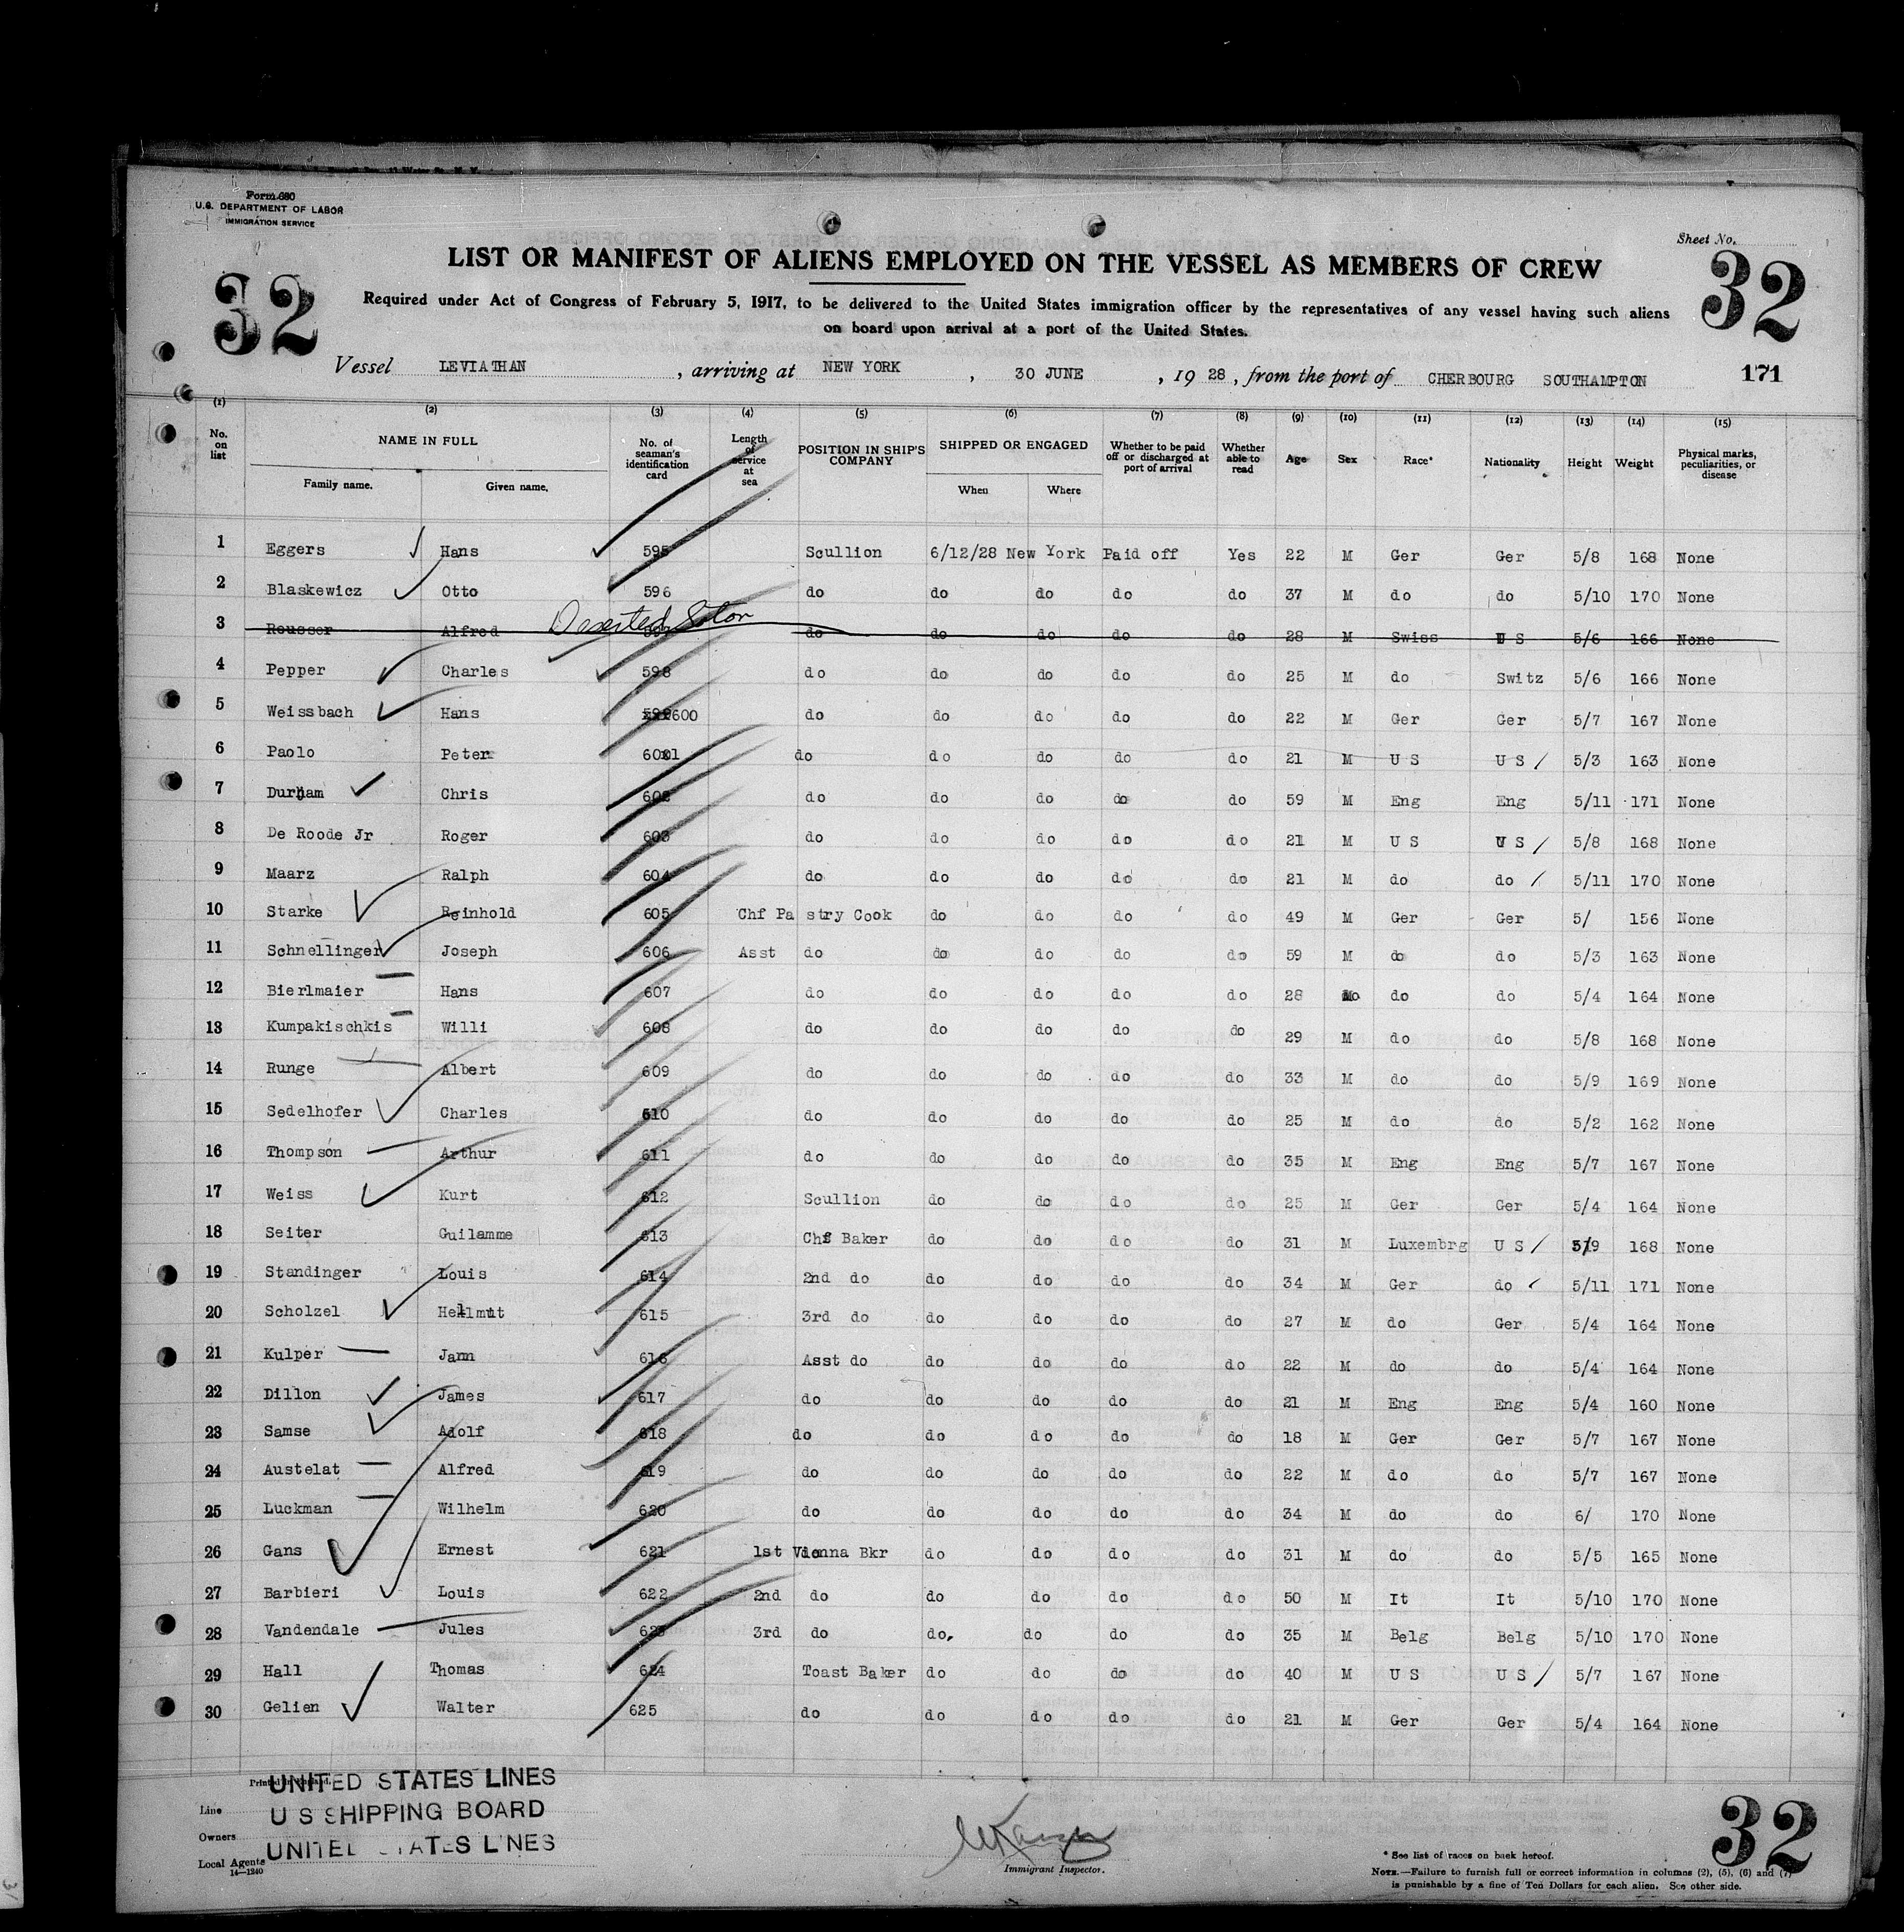 Form 680
U.S. DEPARTMENT OF LABOR
IMMIGRATION SERVICE
Sheet No.
LIST OR MANIFEST OF ALIENS EMPLOYED ON THE VESSEL AS MEMBERS OF CREW
32 32
Required under Act of Congress of February 5, 1917, to be delivered to the United States immigration officer by the representatives of any vessel having such aliens
on board upon arrival at a port of the United States.
Vessel LEVIATHAN, arriving at NEW YORK, 30 JUNE, 1928, from the port of CHERBOURG SOUTHAMPTON 171
(1) (2) (3) (4) (5) (6) (7) (8) (9) (10) (11) (12) (13) (14) (15)
No. on list NAME IN FULL Family name. Given name. No. of seaman's identification card Length of service at sea POSITION IN SHIP'S COMPANY SHIPPED OR ENGAGED When Where Whether to be paid off or discharged at port of arrival Whether able to read Age Sex Race* Nationality Height Weight Physical marks, peculiarities, or disease
1 Eggers Hans 595 Scullion 6/12/28 New York Paid off Yes 22 M Ger Ger 5/8 168 None
2 Blaskewicz Otto 596 do do do do do 37 M do do 5/10 170 None
3 Rousser Alfred Deserted do do do do do 28 M Swiss U S 5/6 166 None
4 Pepper Charles 598 do do do do do 25 M do Switz 5/6 166 None
5 Weissbach Hans 600 do do do do do 22 M Ger Ger 5/7 167 None
6 Paolo Peter 601 do do do do do 21 M U S U S 5/3 163 None
7 Durham Chris 602 do do do do do 59 M Eng Eng 5/11 171 None
8 De Roode Jr Roger 603 do do do do do 21 M U S U S 5/8 168 None
9 Maarz Ralph 604 do do do do do 21 M do do 5/11 170 None
10 Starke Reinhold 605 Chf Pastry Cook do do do do 49 M Ger Ger 5/ 156 None
11 Schnellinger Joseph 606 Asst do do do do do 59 M do do 5/3 163 None
12 Bierlmaier Hans 607 do do do do do 28 M do do 5/4 164 None
13 Kumpakischkis Willi 608 do do do do do 29 M do do 5/8 168 None
14 Runge Albert 609 do do do do do 33 M do do 5/9 169 None
15 Sedelhofer Charles 610 do do do do do 25 M do do 5/2 162 None
16 Thompson Arthur 611 do do do do do 35 M Eng Eng 5/7 167 None
17 Weiss Kurt 612 Scullion do do do do 25 M Ger Ger 5/4 164 None
18 Seiter Guilamme 613 Chf Baker do do do do 31 M Luxembrg U S 5/9 168 None
19 Standinger Louis 614 2nd do do do do do 34 M Ger do 5/11 171 None
20 Scholzel Hellmut 615 3rd do do do do do 27 M do Ger 5/4 164 None
21 Kulper Jann 616 Asst do do do do do 22 M do do 5/4 164 None
22 Dillon James 617 do do do do do 21 M Eng Eng 5/4 160 None
23 Samse Adolf 618 do do do do do 18 M Ger Ger 5/7 167 None
24 Austelat Alfred 619 do do do do do 22 M do do 5/7 167 None
25 Luckman Wilhelm 620 do do do do do 34 M do do 6/ 170 None
26 Gans Ernest 621 1st Vienna Bkr do do do do 31 M do do 5/5 165 None
27 Barbieri Louis 622 2nd do do do do do 50 M It It 5/10 170 None
28 Vandendale Jules 623 3rd do do. do do do 35 M Belg Belg 5/10 170 None
29 Hall Thomas 624 Toast Baker do do do do 40 M U S U S 5/7 167 None
30 Gelien Walter 625 do do do do do 21 M Ger Ger 5/4 164 None
Printed in England.
Line UNITED STATES LINES
Owners U S SHIPPING BOARD
Local Agents UNITED STATES LINES
14—1240
Immigrant Inspector.
* See list of races on back hereof.
NOTE.—Failure to furnish full or correct information in columns (2), (5), (6) and (7)
is punishable by a fine of Ten Dollars for each alien. See other side.
32